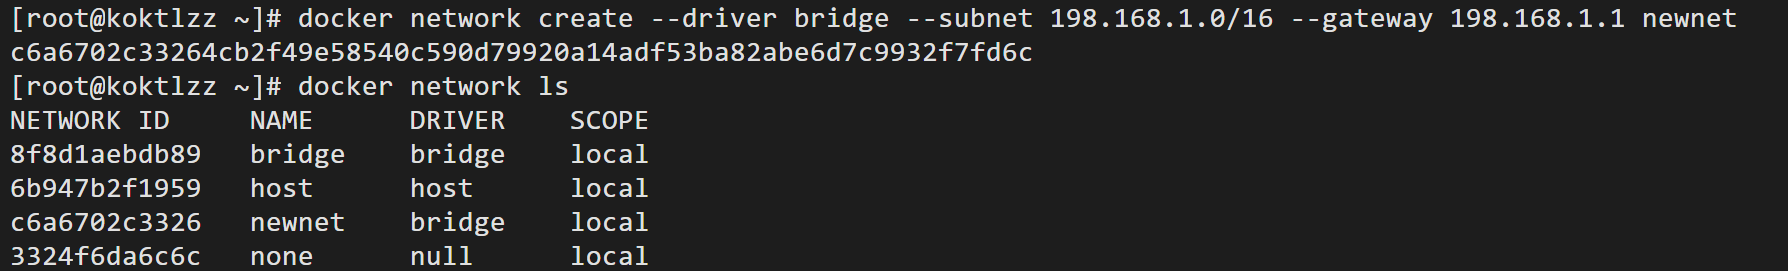 [root@koktlzz ~]# docker network create --driver bridge --subnet 198.168.1.0/16 --gateway 198.168.1.1 newnet
c6a6702c33264cb2f49e58540c590d79920a14adf53ba82abe6d7c9932f7fd6c
[root@koktlzz ~]# docker network ls
NETWORK ID     NAME      DRIVER    SCOPE
8f8d1aebdb89   bridge    bridge    local
6b947b2f1959   host      host      local
c6a6702c3326   newnet    bridge    local
3324f6da6c6c   none      null      local